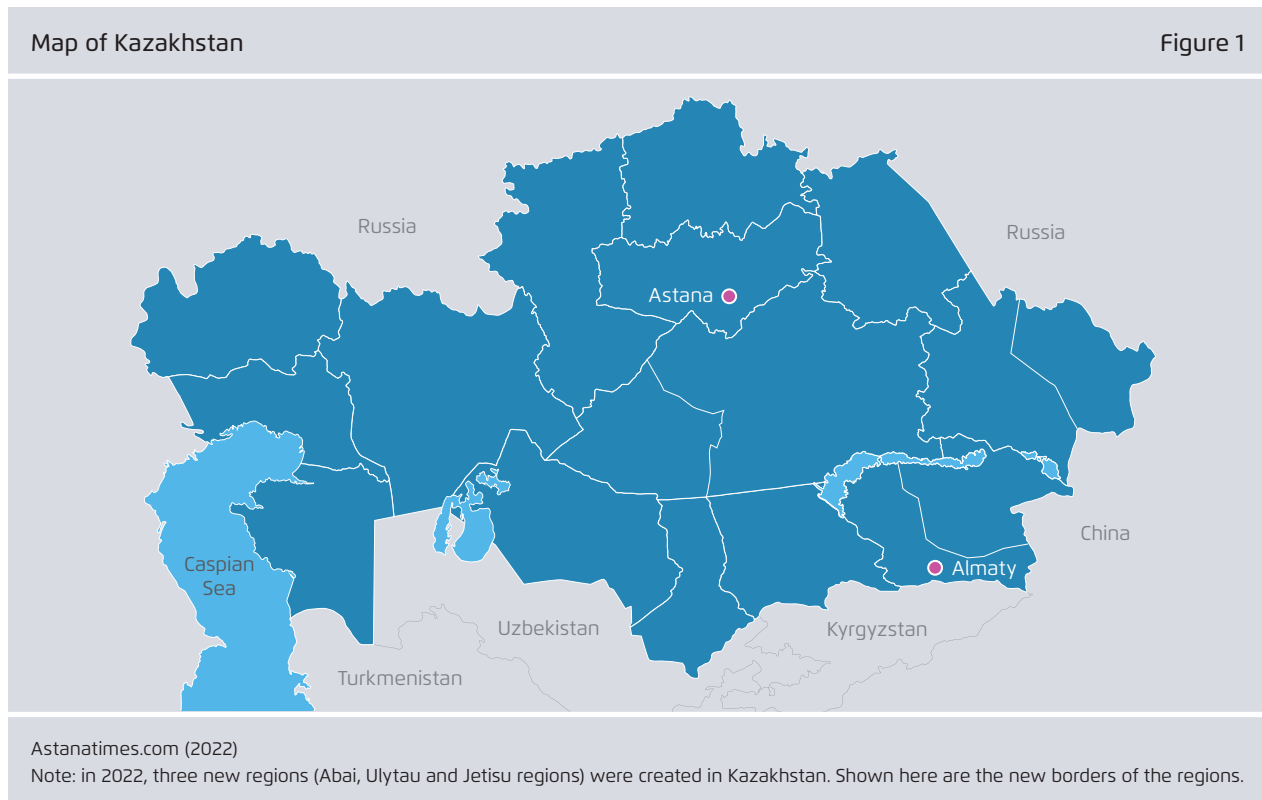 Map of Kazakhstan
Figure 1
Russia
Russia
Astana
China
Caspian
Sea
Almaty
Uzbekistan
Kyrgyzstan
Turkmenistan
Astanatimes.com (2022)
Note: in 2022, three new regions (Abai, Ulytau and Jetisu regions) were created in Kazakhstan. Shown here are the new borders of the regions.